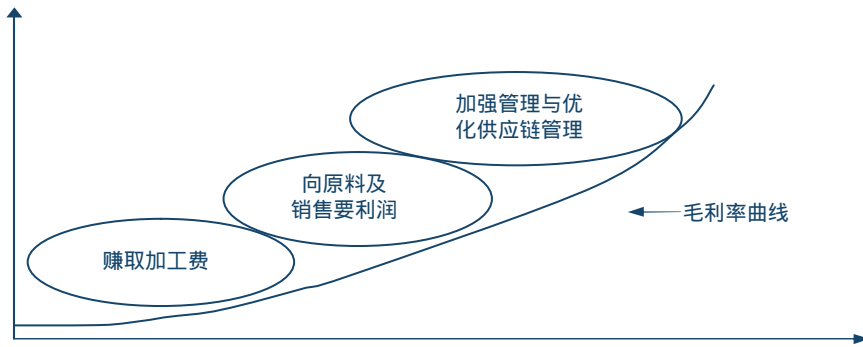 加强管理与优
化供应链管理
向原料及
销售要利润
毛利率曲线
赚取加工费